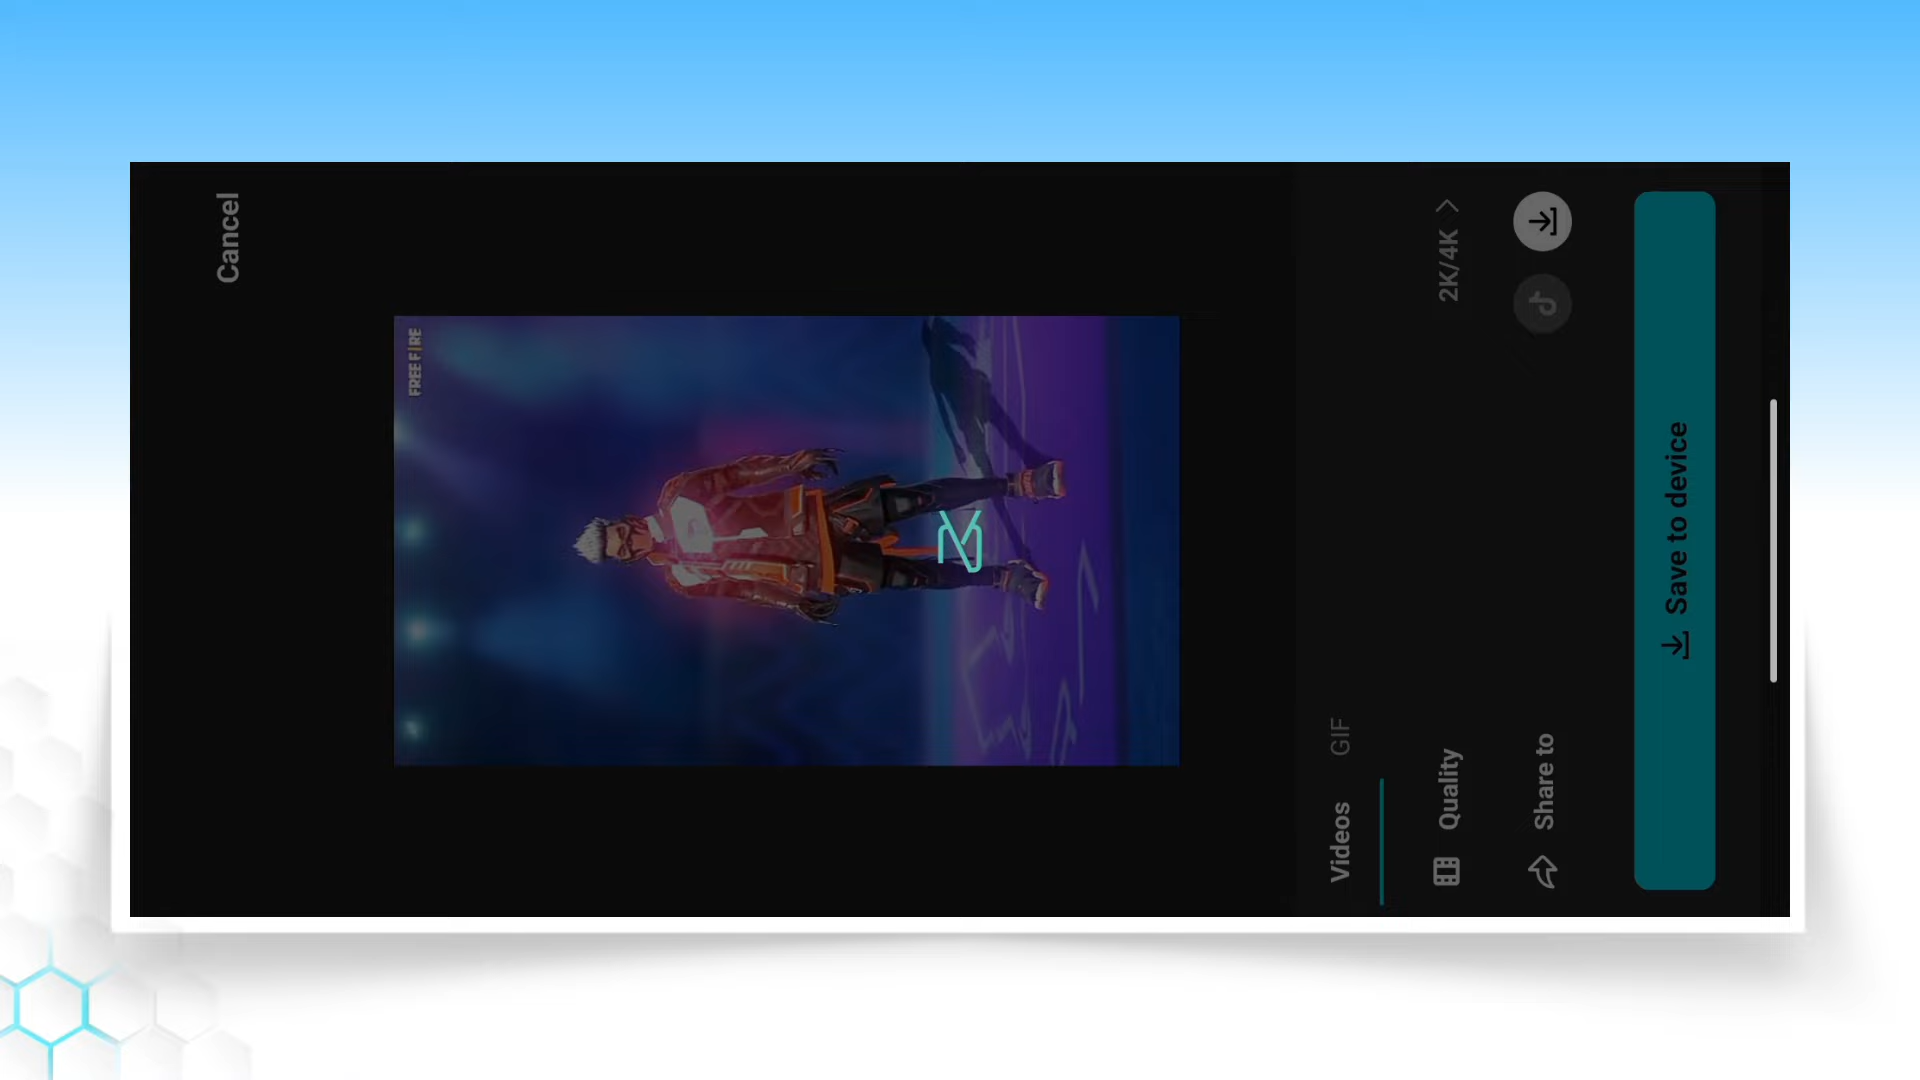 Cancel
FREE FIRE
Videos GIF
Quality 2K/4K
Share to
Save to device